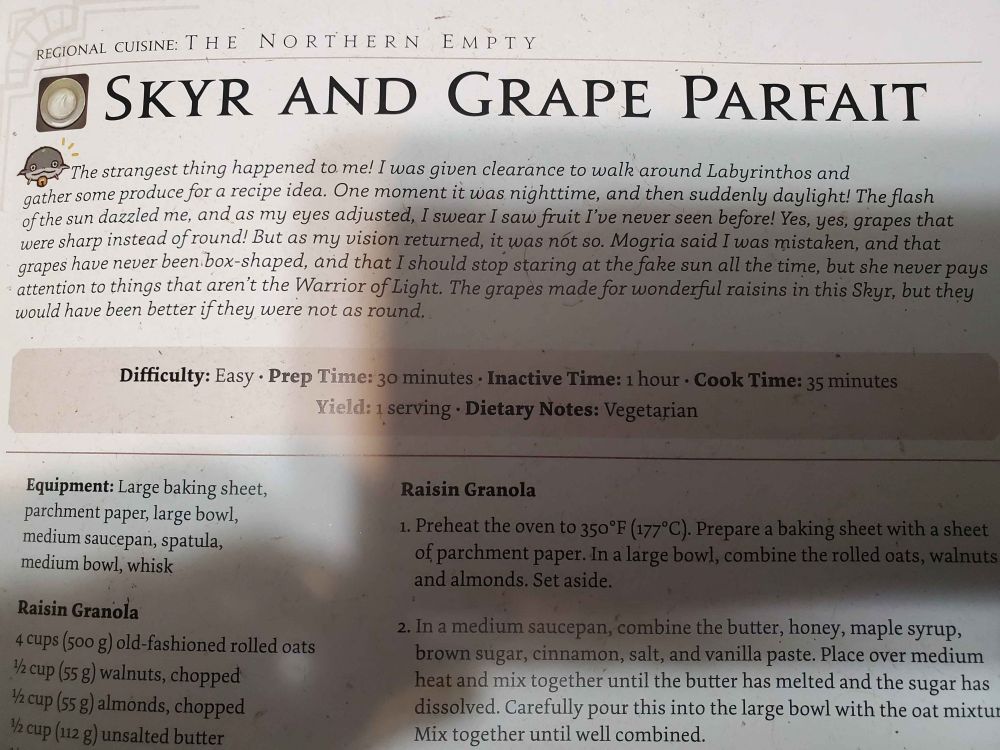 REGIONAL CUISINE: THE NORTHERN EMPTY
SKYR AND GRAPE PARFAIT
The strangest thing happened to me! I was given clearance to walk around Labyrinthos and
gather some produce for a recipe idea. One moment it was nighttime, and then suddenly daylight! The flash
of the sun dazzled me, and as my eyes adjusted, I swear I saw fruit I've never seen before! Yes, yes, grapes that
were sharp instead of round! But as my vision returned, it was not so. Mogria said I was mistaken, and that
grapes have never been box-shaped, and that I should stop staring at the fake sun all the time, but she never pays
attention to things that aren't the Warrior of Light. The grapes made for wonderful raisins in this Skyr, but they
would have been better if they were not as round.
Difficulty: Easy · Prep Time: 30 minutes · Inactive Time: 1 hour · Cook Time: 35 minutes
Yield: 1 serving · Dietary Notes: Vegetarian
Equipment: Large baking sheet,
parchment paper, large bowl,
medium saucepan, spatula,
medium bowl, whisk
Raisin Granola
4 cups (500 g) old-fashioned rolled oats
½ cup (55 g) walnuts, chopped
½ cup (55 g) almonds, chopped
½ cup (112 g) unsalted butter
Raisin Granola
1. Preheat the oven to 350°F (177°C). Prepare a baking sheet with a sheet
of parchment paper. In a large bowl, combine the rolled oats, walnuts
and almonds. Set aside.
2. In a medium saucepan, combine the butter, honey, maple syrup,
brown sugar, cinnamon, salt, and vanilla paste. Place over medium
heat and mix together until the butter has melted and the sugar has
dissolved. Carefully pour this into the large bowl with the oat mixtur
Mix together until well combined.